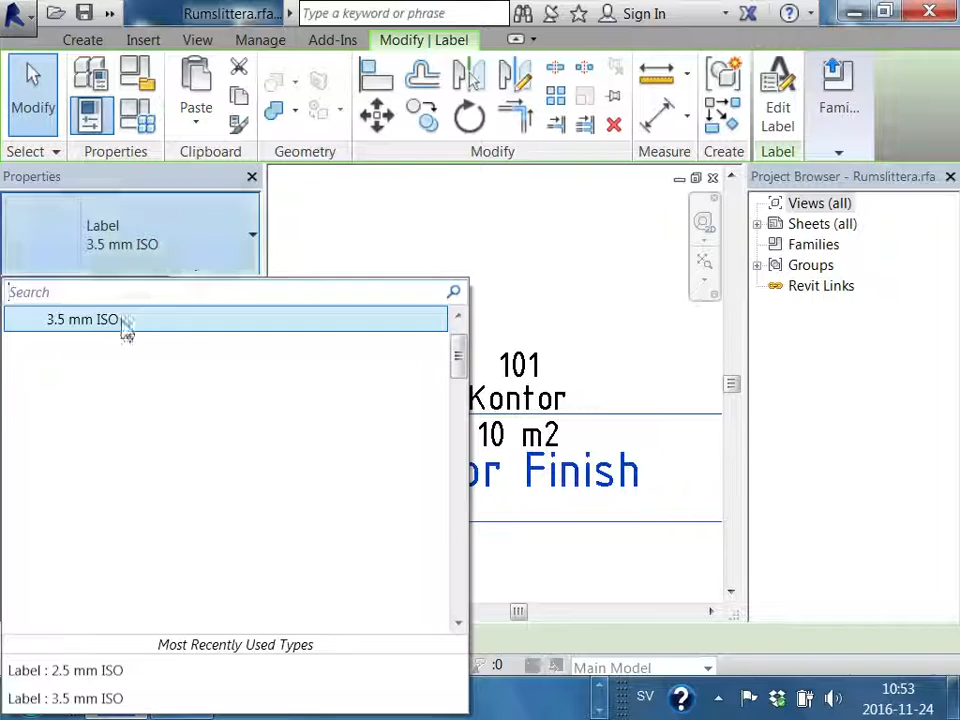 Rumslittera.rfa...
Type a keyword or phrase
Sign In
Create
Insert
View
Manage
Add-Ins
Modify | Label
Modify
Paste
Edit
Label
Fami...
Select
Properties
Clipboard
Geometry
Modify
Measure
Create
Label
Properties
Label
3.5 mm ISO
Search
3.5 mm ISO
Most Recently Used Types
Label : 2.5 mm ISO
Label : 3.5 mm ISO
101
Kontor
10 m2
or Finish
2D
Project Browser - Rumslittera.rfa
Views (all)
Sheets (all)
Families
Groups
Revit Links
:0
Main Model
SV
10:53
2016-11-24